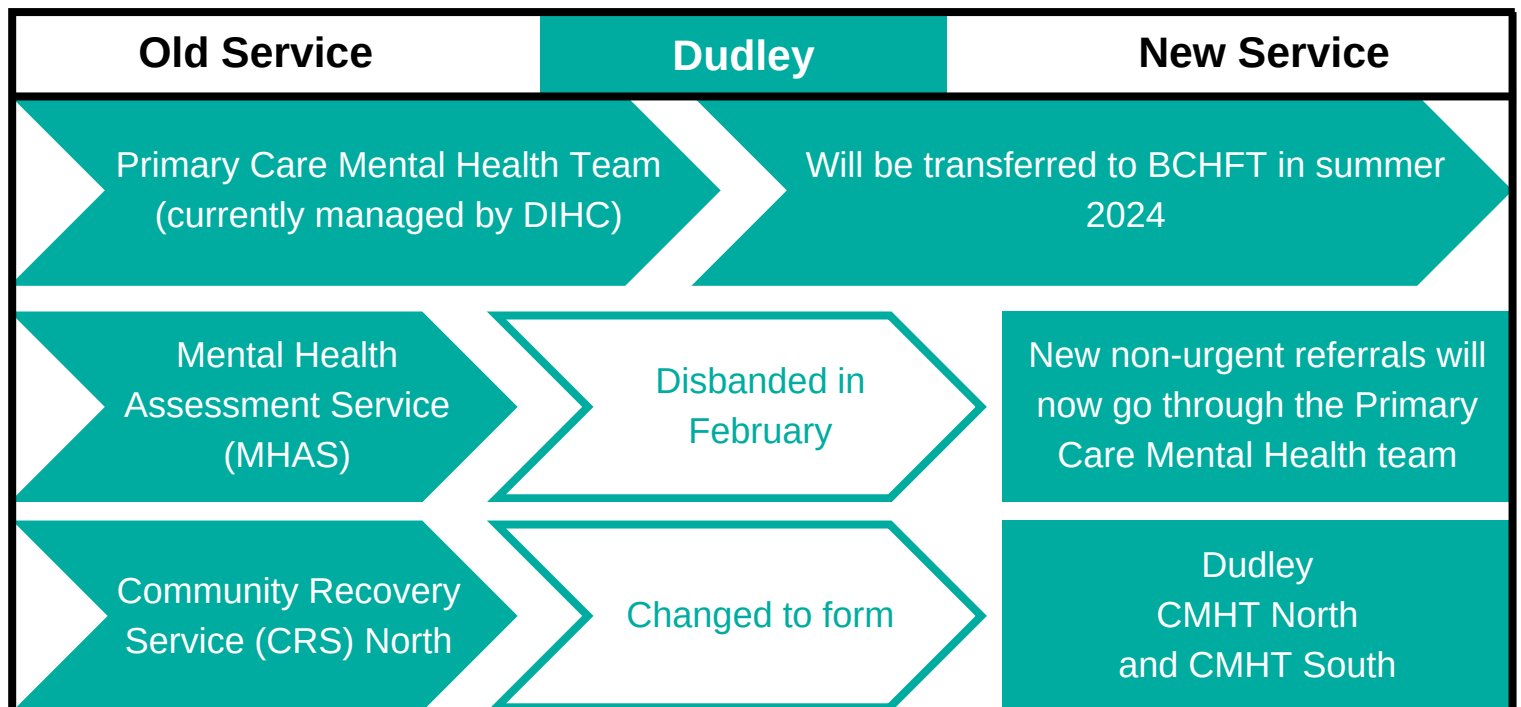 Old Service
Dudley
New Service
Primary Care Mental Health Team
(currently managed by DIHC)
Will be transferred to BCHFT in summer
2024
Mental Health
Assessment Service
(MHAS)
Disbanded in
February
New non-urgent referrals will
now go through the Primary
Care Mental Health team
Community Recovery
Service (CRS) North
Changed to form
Dudley
CMHT North
and CMHT South